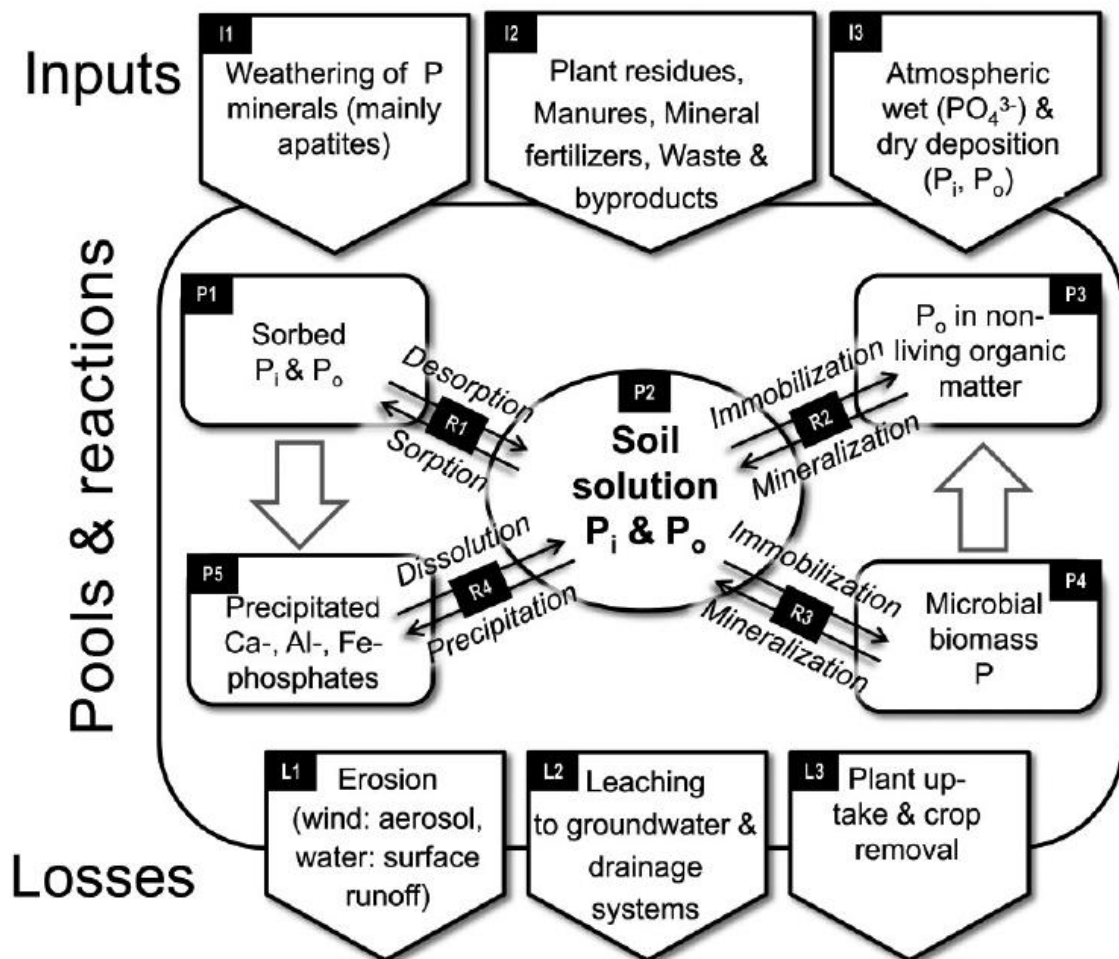 Inputs
I1
Weathering of P
minerals (mainly
apatites)
I2
Plant residues,
Manures, Mineral
fertilizers, Waste &
byproducts
I3
Atmospheric
wet (PO₄³⁻) &
dry deposition
(Pᵢ, Pₒ)
Pools & reactions
P1
Sorbed
Pᵢ & Pₒ
Desorption
R1
Sorption
P2
Soil
solution
Pᵢ & Pₒ
Immobilization
R2
Mineralization
P3
Pₒ in non-
living organic
matter
P5
Precipitated
Ca-, Al-, Fe-
phosphates
Dissolution
R4
Precipitation
Immobilization
R3
Mineralization
P4
Microbial
biomass
P
Losses
L1
Erosion
(wind: aerosol,
water: surface
runoff)
L2
Leaching
to groundwater &
drainage
systems
L3
Plant up-
take & crop
removal